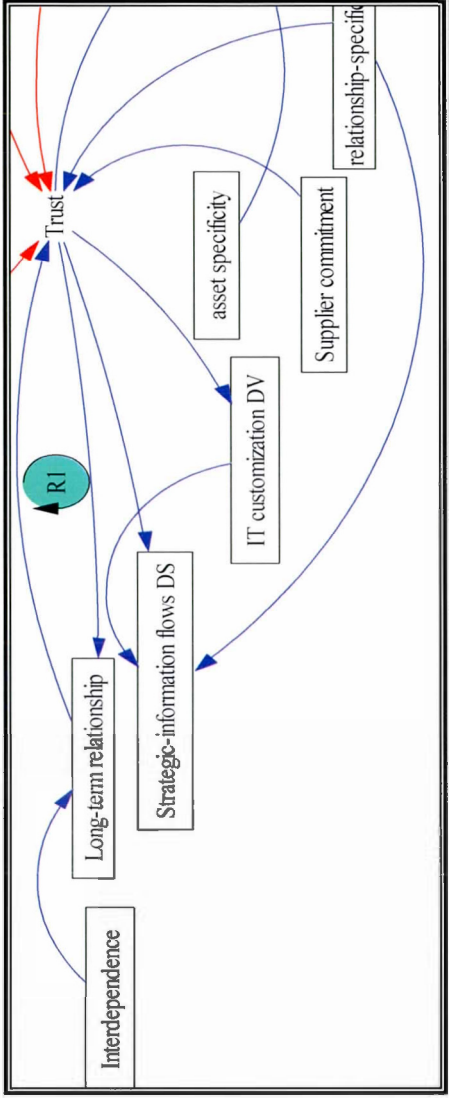 Trust
relationship-specific
asset specificity
Supplier commitment
R1
IT customization DV
Strategic-information flows DS
Long-term relationship
Interdependence